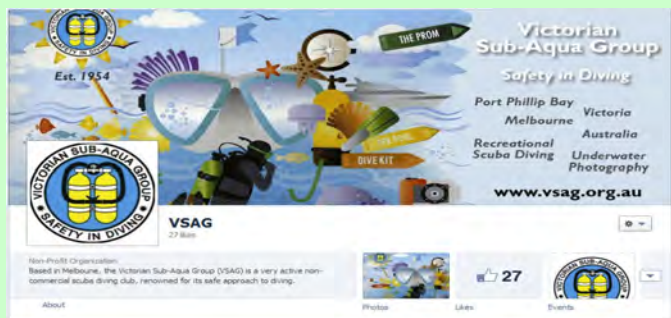 VICTORIAN SUB-AQUA GROUP
SAFETY IN DIVING
Est. 1954
THE PROM
Victorian
Sub-Aqua Group
Safety in Diving
Port Phillip Bay
Victoria
Melbourne
Australia
Recreational
Scuba Diving
Underwater
Photography
www.vsag.org.au
DIVE KIT
VICTORIAN SUB-AQUA GROUP
SAFETY IN DIVING
VSAG
27 likes
Non-Profit Organization
Based in Melboune, the Victorian Sub-Aqua Group (VSAG) is a very active non-
commercial scuba diving club, renowned for its safe approach to diving.
About
Photos
27
Likes
Events